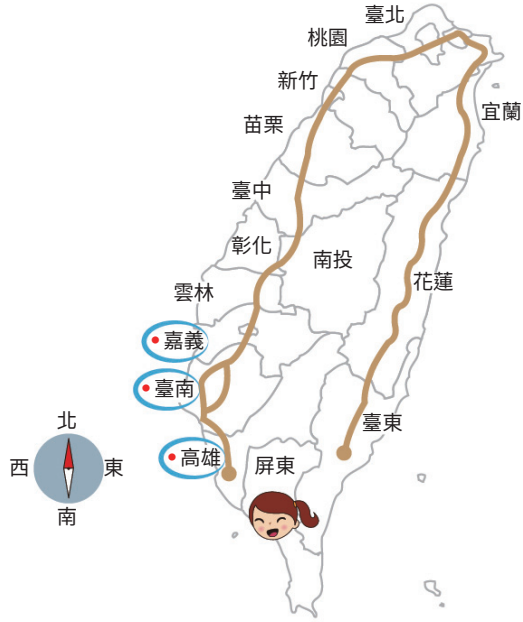 臺北
桃園
新竹
宜蘭
苗栗
臺中
彰化
南投
花蓮
雲林
嘉義
臺南
臺東
高雄
屏東
北
西
東
南